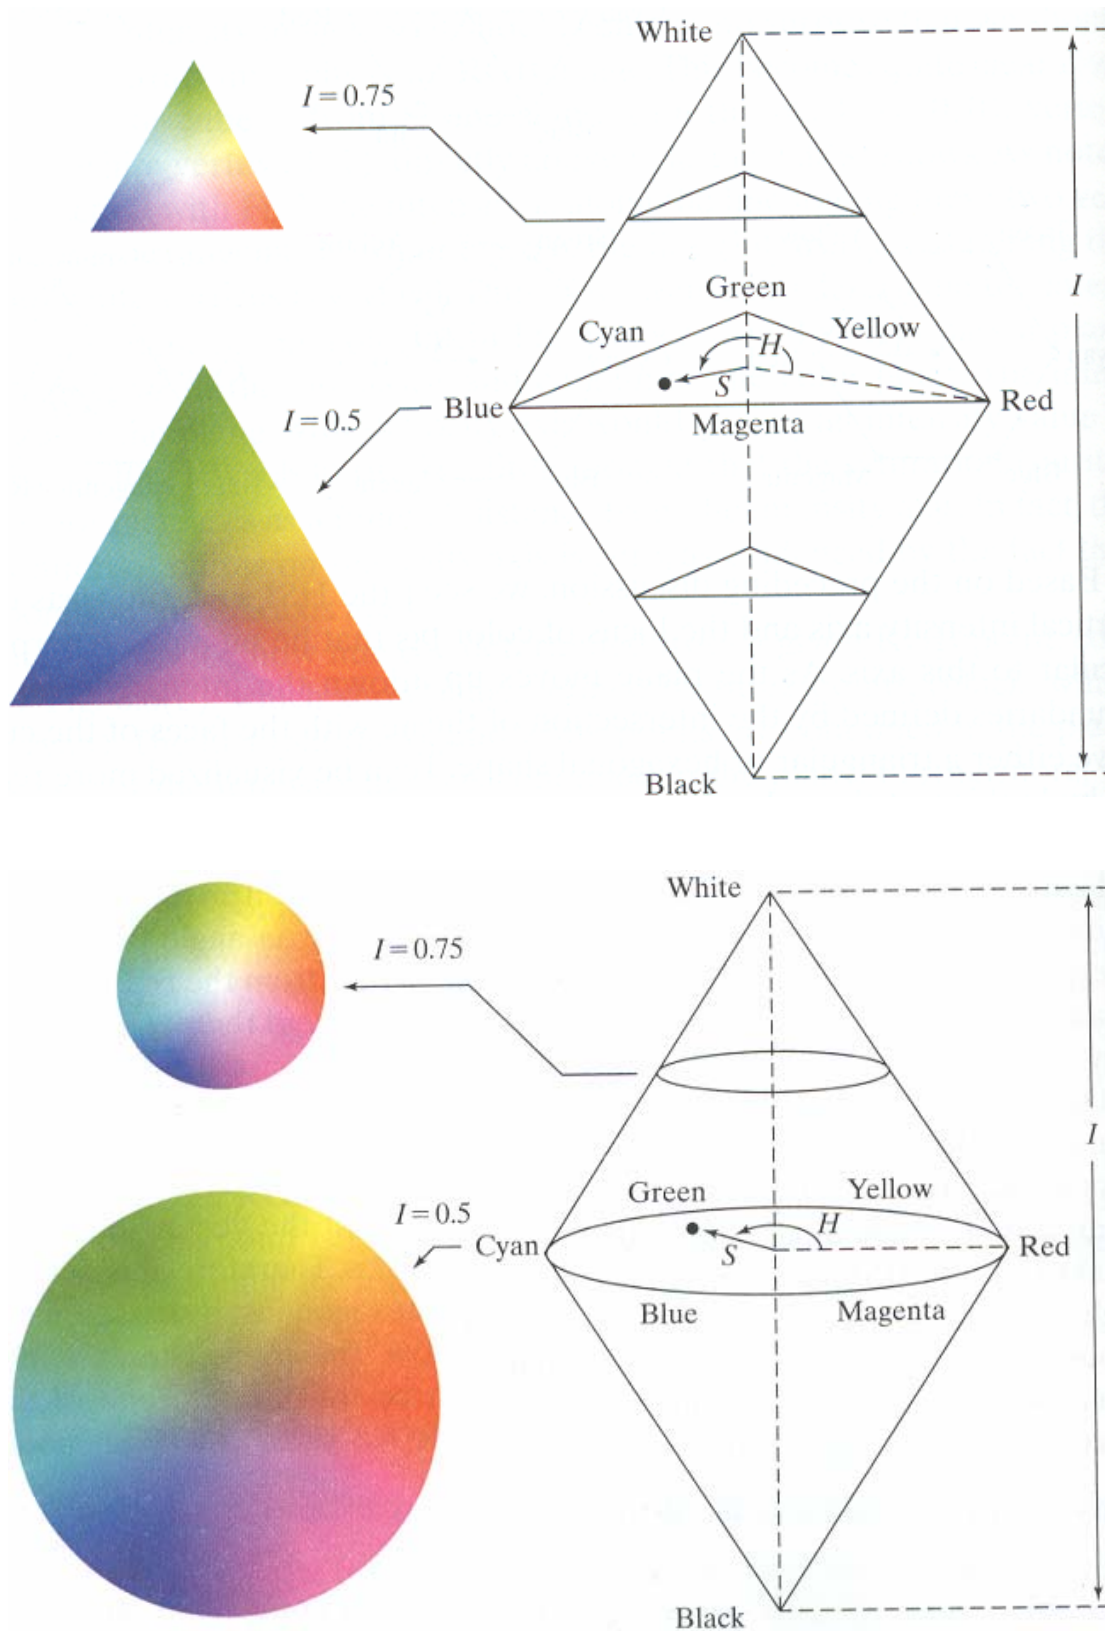 White
I = 0.75
I
Green
Cyan
Yellow
H
S
Blue
Red
I = 0.5
Magenta
Black
White
I = 0.75
I
Green
Yellow
I = 0.5
H
Cyan
S
Red
Blue
Magenta
Black